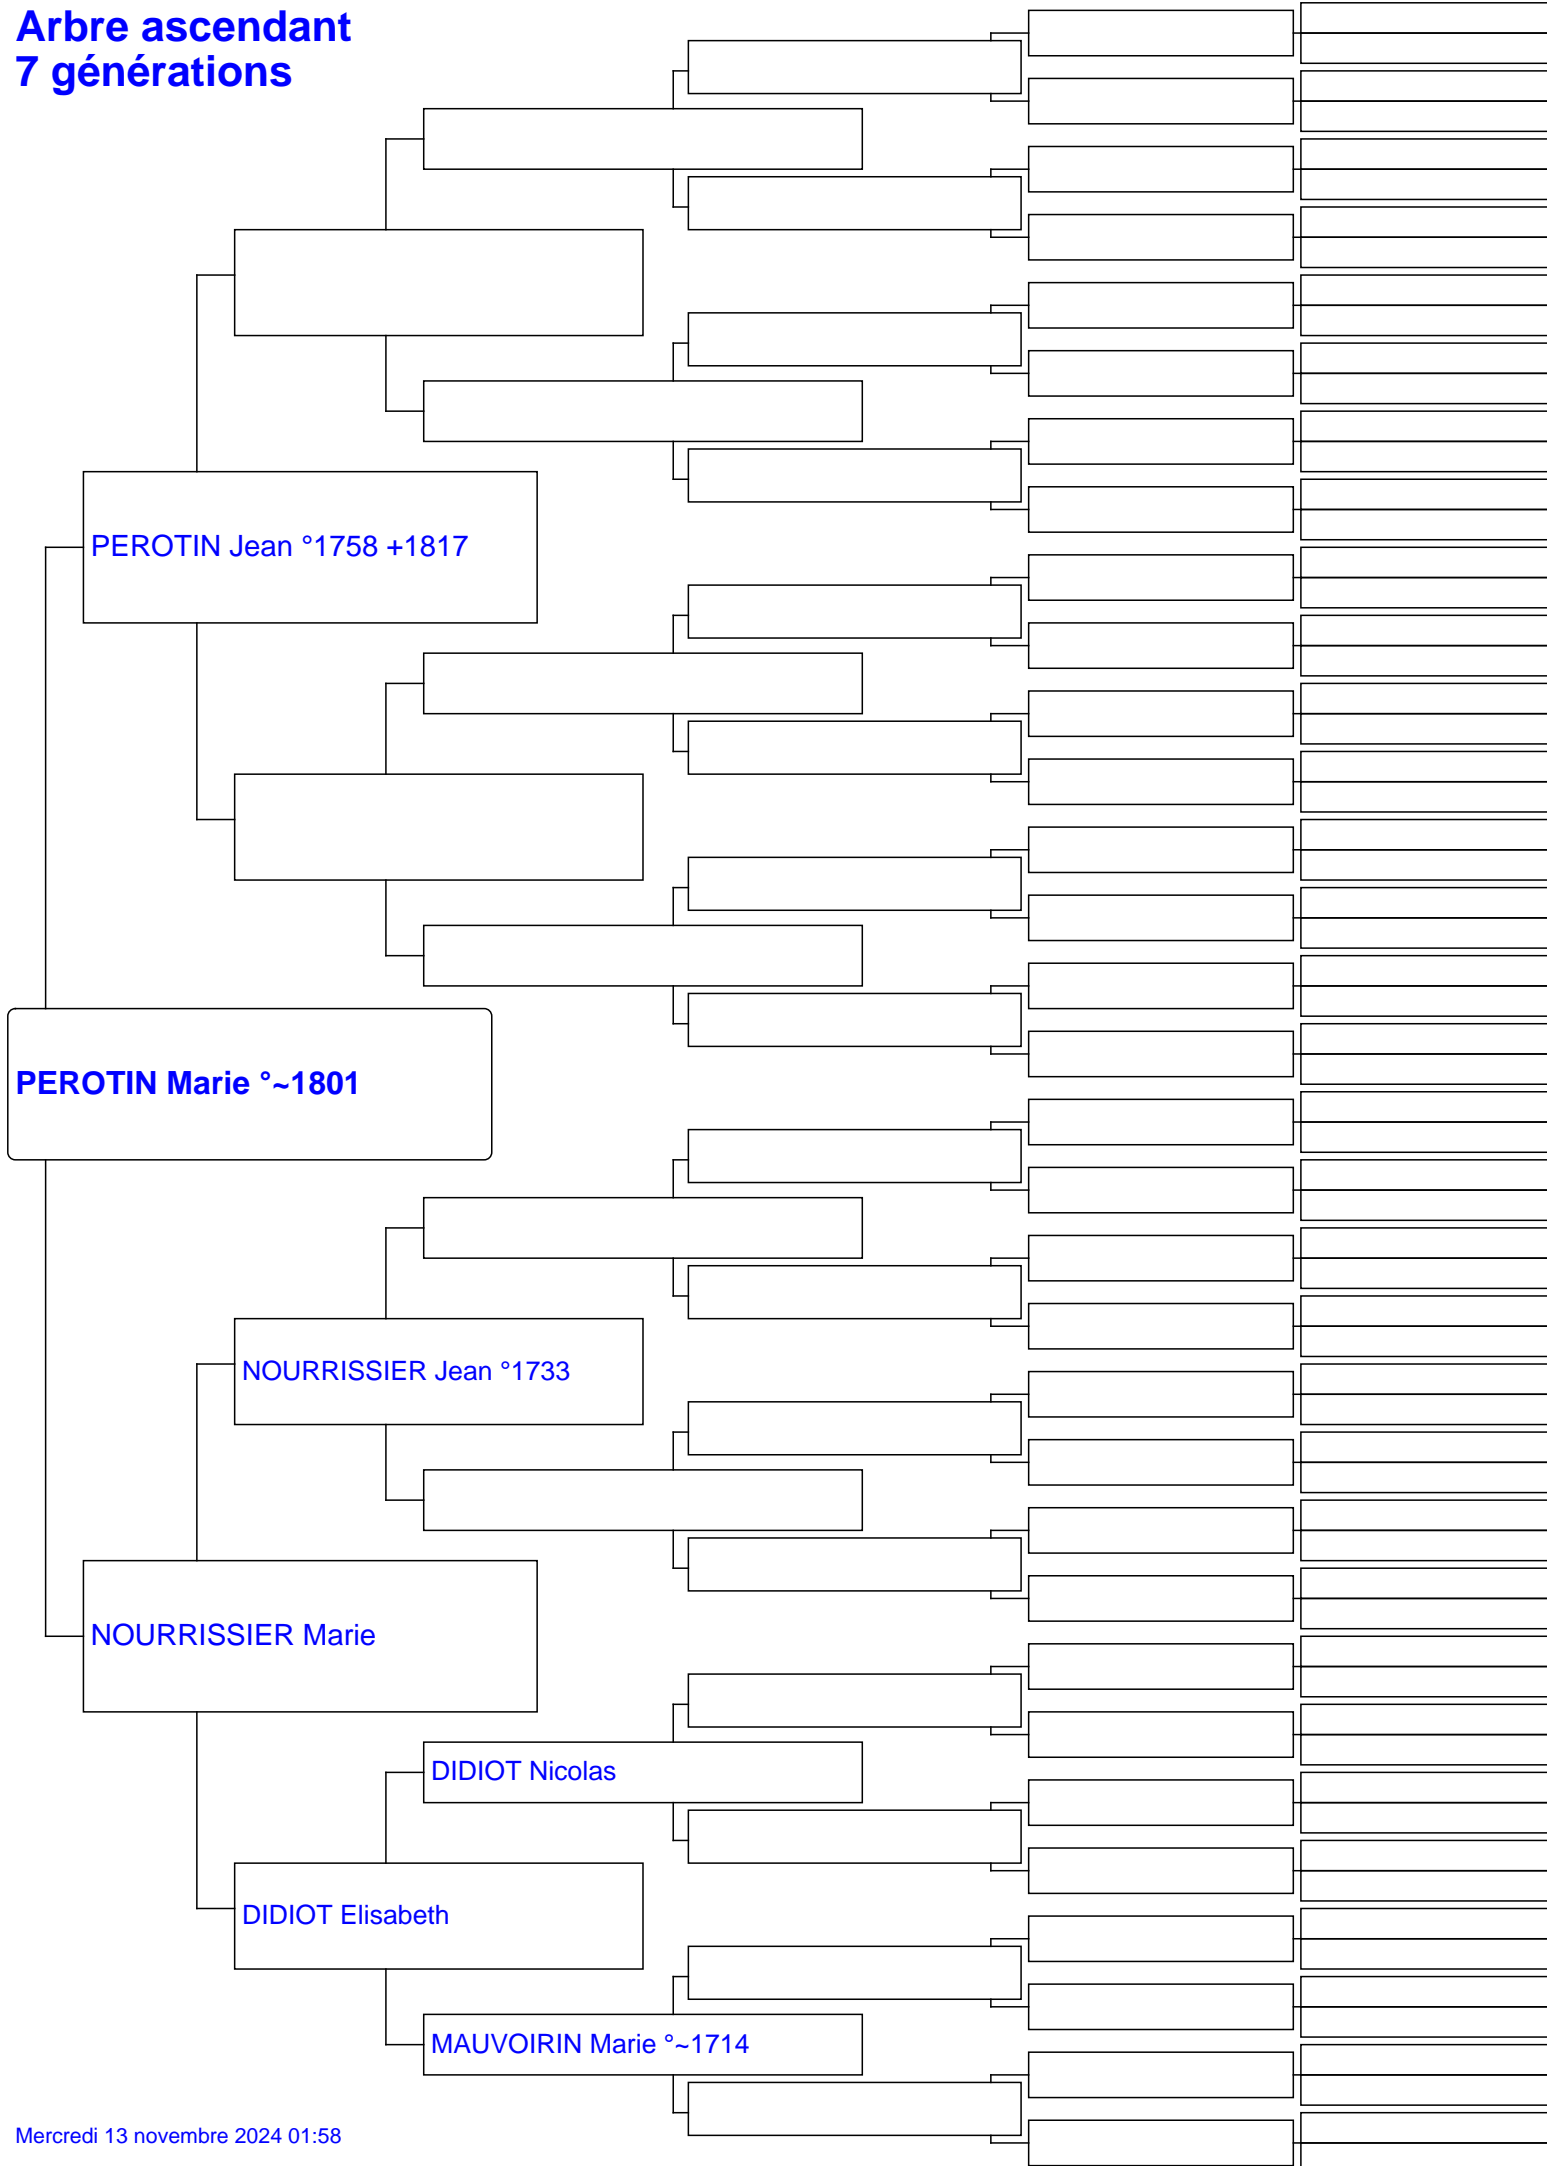 Arbre ascendant
7 générations
PEROTIN Jean °1758 +1817
PEROTIN Marie °~1801
NOURRISSIER Jean °1733
NOURRISSIER Marie
DIDIOT Nicolas
DIDIOT Elisabeth
MAUVOIRIN Marie °~1714
Mercredi 13 novembre 2024 01:58